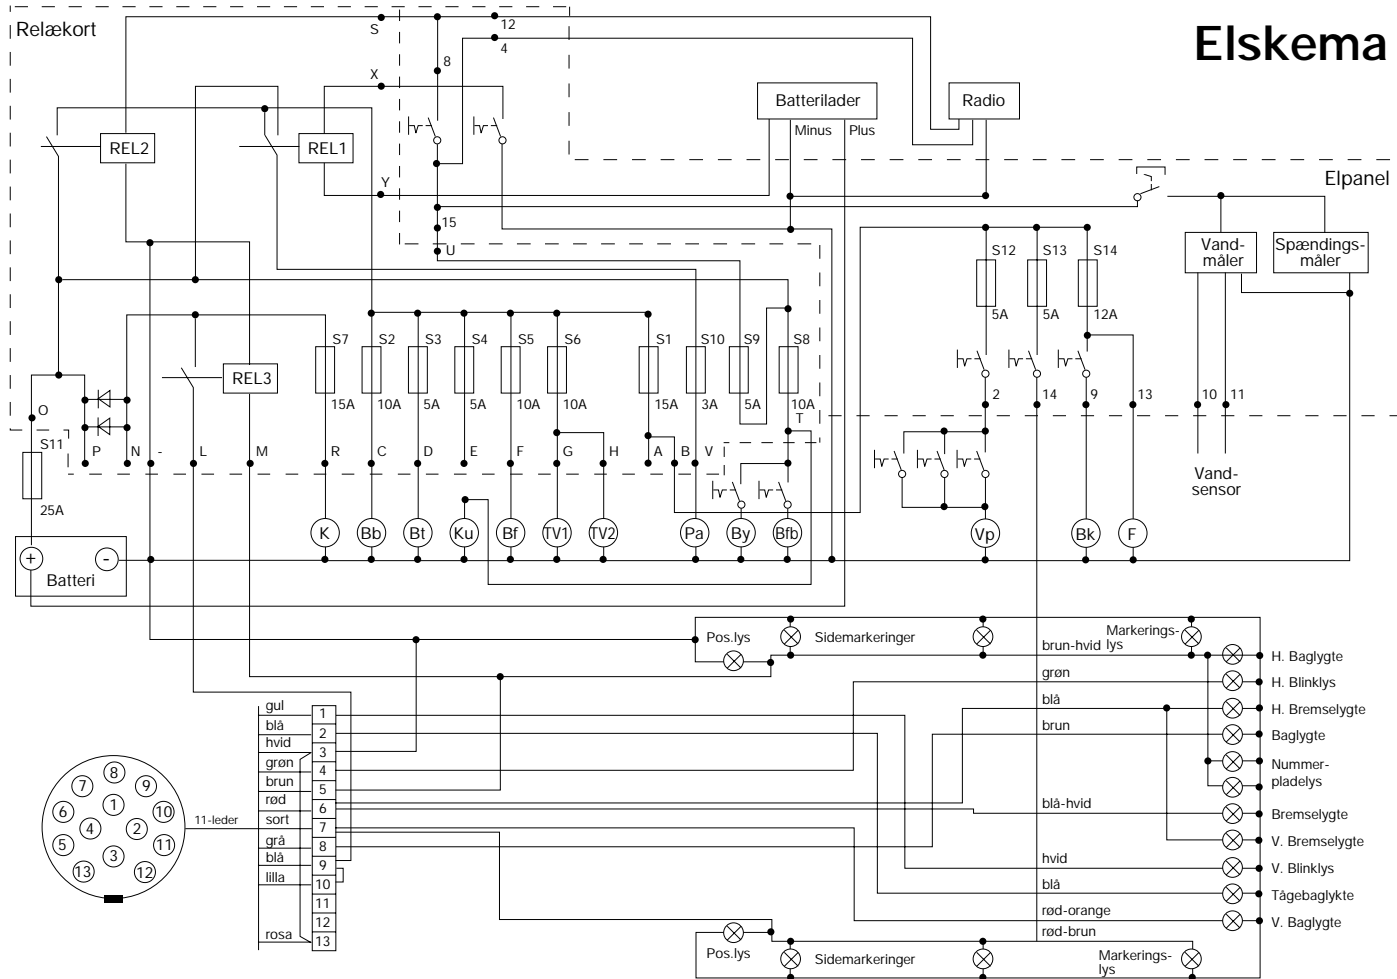 Relækort
S
12
4
Elskema
8
X
Batterilader
Radio
Minus
Plus
REL2
REL1
Y
Elpanel
15
U
Vand-
måler
Spændings-
måler
S12
S13
S14
5A
5A
12A
S7
S2
S3
S4
S5
S6
S1
S10
S9
S8
REL3
15A
10A
5A
5A
10A
10A
15A
3A
5A
10A
2
14
9
13
10
11
O
T
S11
P
N
-
L
M
R
C
D
E
F
G
H
A
B
V
Vand-
sensor
25A
K
Bb
Bt
Ku
Bf
TV1
TV2
Pa
By
Bfb
Vp
Bk
F
+
-
Batteri
Pos.lys
Sidemarkeringer
Markerings-
lys
brun-hvid
H. Baglygte
grøn
H. Blinklys
blå
H. Bremselygte
brun
Baglygte
Nummer-
pladelys
blå-hvid
Bremselygte
V. Bremselygte
hvid
V. Blinklys
blå
Tågebaglykte
rød-orange
V. Baglygte
rød-brun
gul
1
blå
2
hvid
3
grøn
4
brun
5
rød
6
sort
7
grå
8
blå
9
lilla
10
11
12
rosa
13
11-leder
8
7
9
6
1
10
4
2
5
3
11
13
12
Pos.lys
Sidemarkeringer
Markerings-
lys